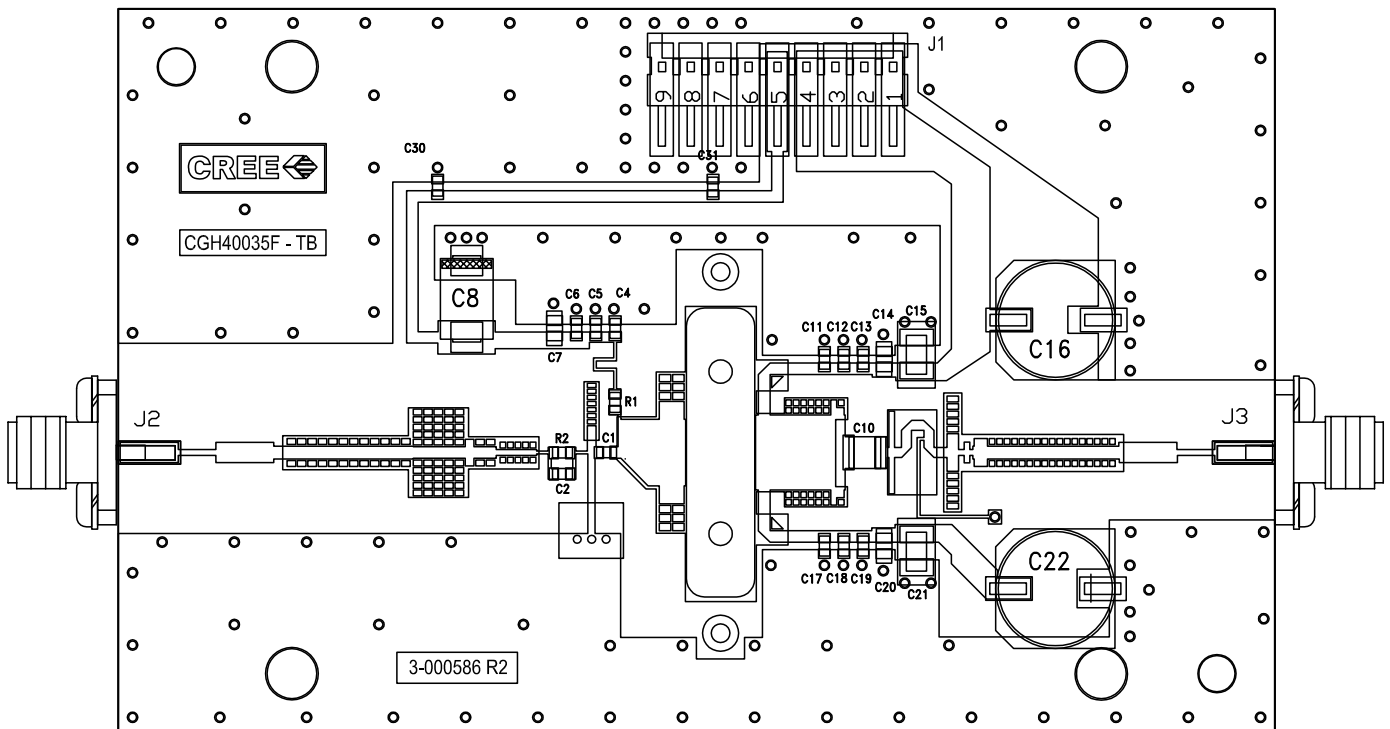 J1
9 8 7 6 5 4 3 2 1
C30
C31
CREE
CGH40035F - TB
C8
C6
C5
C4
C7
C11
C12
C13
C14
C15
C16
J2
R1
R2
C1
C2
C10
J3
C17
C18
C19
C20
C21
C22
3-000586 R2